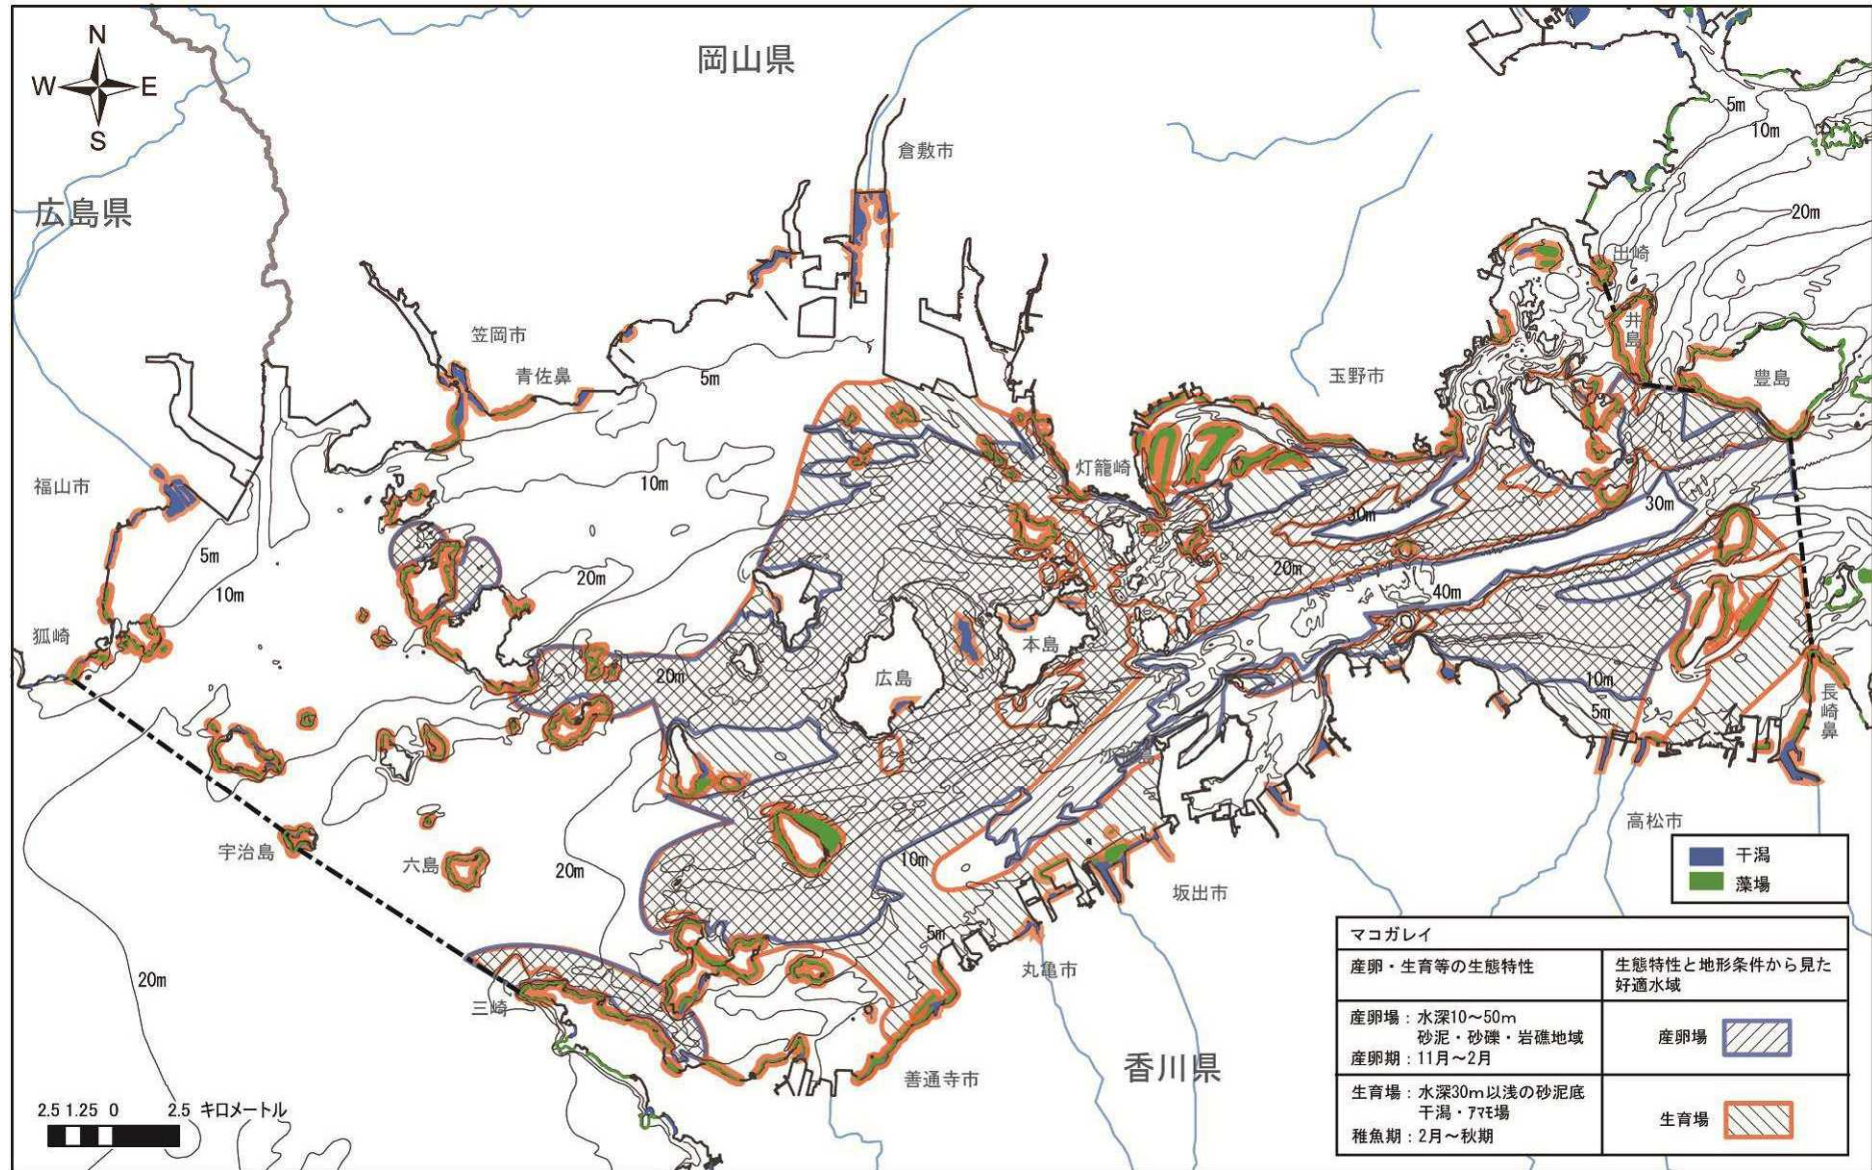 N
W E
S
岡山県
広島県
倉敷市
5m
10m
20m
出崎
井島
豊島
玉野市
笠岡市
青佐鼻
5m
10m
灯籠崎
福山市
5m
10m
20m
30m
30m
20m
40m
狐崎
本島
広島
20m
10m
5m
長崎鼻
宇治島
六島
20m
10m
5m
坂出市
丸亀市
高松市
20m
三崎
善通寺市
香川県
2.5 1.25 0 2.5 キロメートル
干潟
藻場
マコガレイ
産卵・生育等の生態特性
生態特性と地形条件から見た
好適水域
産卵場：水深10～50m
砂泥・砂礫・岩礁地域
産卵期：11月～2月
産卵場
生育場：水深30m以浅の砂泥底
干潟・アマモ場
稚魚期：2月～秋期
生育場